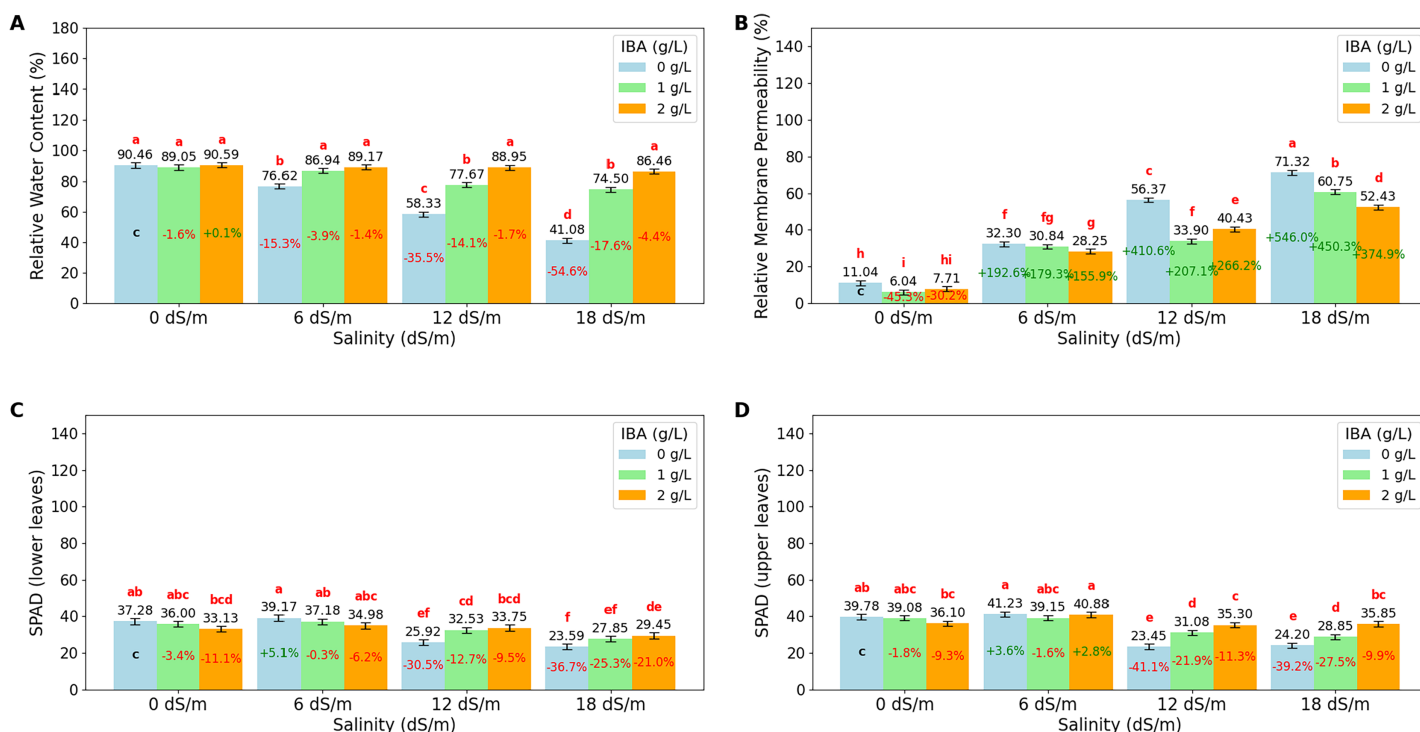 A
Relative Water Content (%)
180
160
140
120
100
80
60
40
20
0
IBA (g/L)
0 g/L
1 g/L
2 g/L
a a a b a a c b a d b a
90.46 89.05 90.59 76.62 86.94 89.17 58.33 77.67 88.95 41.08 74.50 86.46
C -1.6% +0.1% -15.3% -3.9% -1.4% -35.5% -14.1% -1.7% -54.6% -17.6% -4.4%
0 dS/m 6 dS/m 12 dS/m 18 dS/m
Salinity (dS/m)
B
Relative Membrane Permeability (%)
140
120
100
80
60
40
20
0
IBA (g/L)
0 g/L
1 g/L
2 g/L
h i hi f fg g c f e a b d
11.04 6.04 7.71 32.30 30.84 28.25 56.37 33.90 40.43 71.32 60.75 52.43
C -45.3% -30.2% +192.6% +179.3% +155.9% +410.6% +207.1% +266.2% +546.0% +450.3% +374.9%
0 dS/m 6 dS/m 12 dS/m 18 dS/m
Salinity (dS/m)
C
SPAD (lower leaves)
140
120
100
80
60
40
20
0
IBA (g/L)
0 g/L
1 g/L
2 g/L
ab abc bcd a ab abc ef cd bcd f ef de
37.28 36.00 33.13 39.17 37.18 34.98 25.92 32.53 33.75 23.59 27.85 29.45
C -3.4% -11.1% +5.1% -0.3% -6.2% -30.5% -12.7% -9.5% -36.7% -25.3% -21.0%
0 dS/m 6 dS/m 12 dS/m 18 dS/m
Salinity (dS/m)
D
SPAD (upper leaves)
140
120
100
80
60
40
20
0
IBA (g/L)
0 g/L
1 g/L
2 g/L
ab abc bc a abc a e d c e d bc
39.78 39.08 36.10 41.23 39.15 40.88 23.45 31.08 35.30 24.20 28.85 35.85
C -1.8% -9.3% +3.6% -1.6% +2.8% -41.1% -21.9% -11.3% -39.2% -27.5% -9.9%
0 dS/m 6 dS/m 12 dS/m 18 dS/m
Salinity (dS/m)